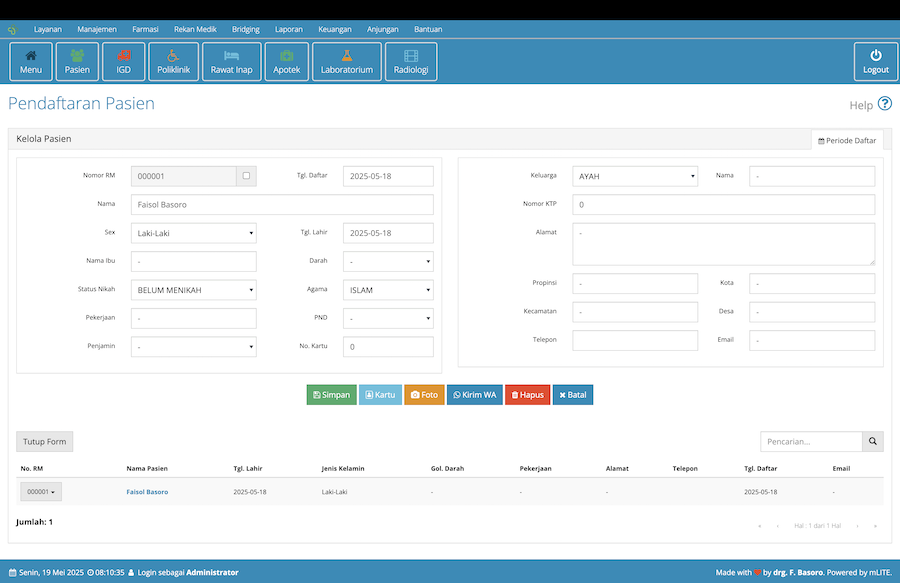 Layanan Manajemen Farmasi Rekan Medik Bridging Laporan Keuangan Anjungan Bantuan
Menu Pasien IGD Poliklinik Rawat Inap Apotek Laboratorium Radiologi Logout
Pendaftaran Pasien
Help
Kelola Pasien
Periode Daftar
Nomor RM 000001 Tgl. Daftar 2025-05-18
Nama Faisol Basoro
Sex Laki-Laki Tgl. Lahir 2025-05-18
Nama Ibu - Darah -
Status Nikah BELUM MENIKAH Agama ISLAM
Pekerjaan - PND -
Penjamin - No. Kartu 0
Keluarga AYAH Nama -
Nomor KTP 0
Alamat -
Propinsi - Kota -
Kecamatan - Desa -
Telepon Email -
Simpan Kartu Foto Kirim WA Hapus Batal
Tutup Form Pencarian...
No. RM Nama Pasien Tgl. Lahir Jenis Kelamin Gol. Darah Pekerjaan Alamat Telepon Tgl. Daftar Email
000001 Faisol Basoro 2025-05-18 Laki-Laki - - - 2025-05-18 -
Jumlah: 1
« ‹ Hal : 1 dari 1 Hal › »
Senin, 19 Mei 2025 08:10:35 Login sebagai Administrator
Made with ❤ by drg. F. Basoro. Powered by mLITE.